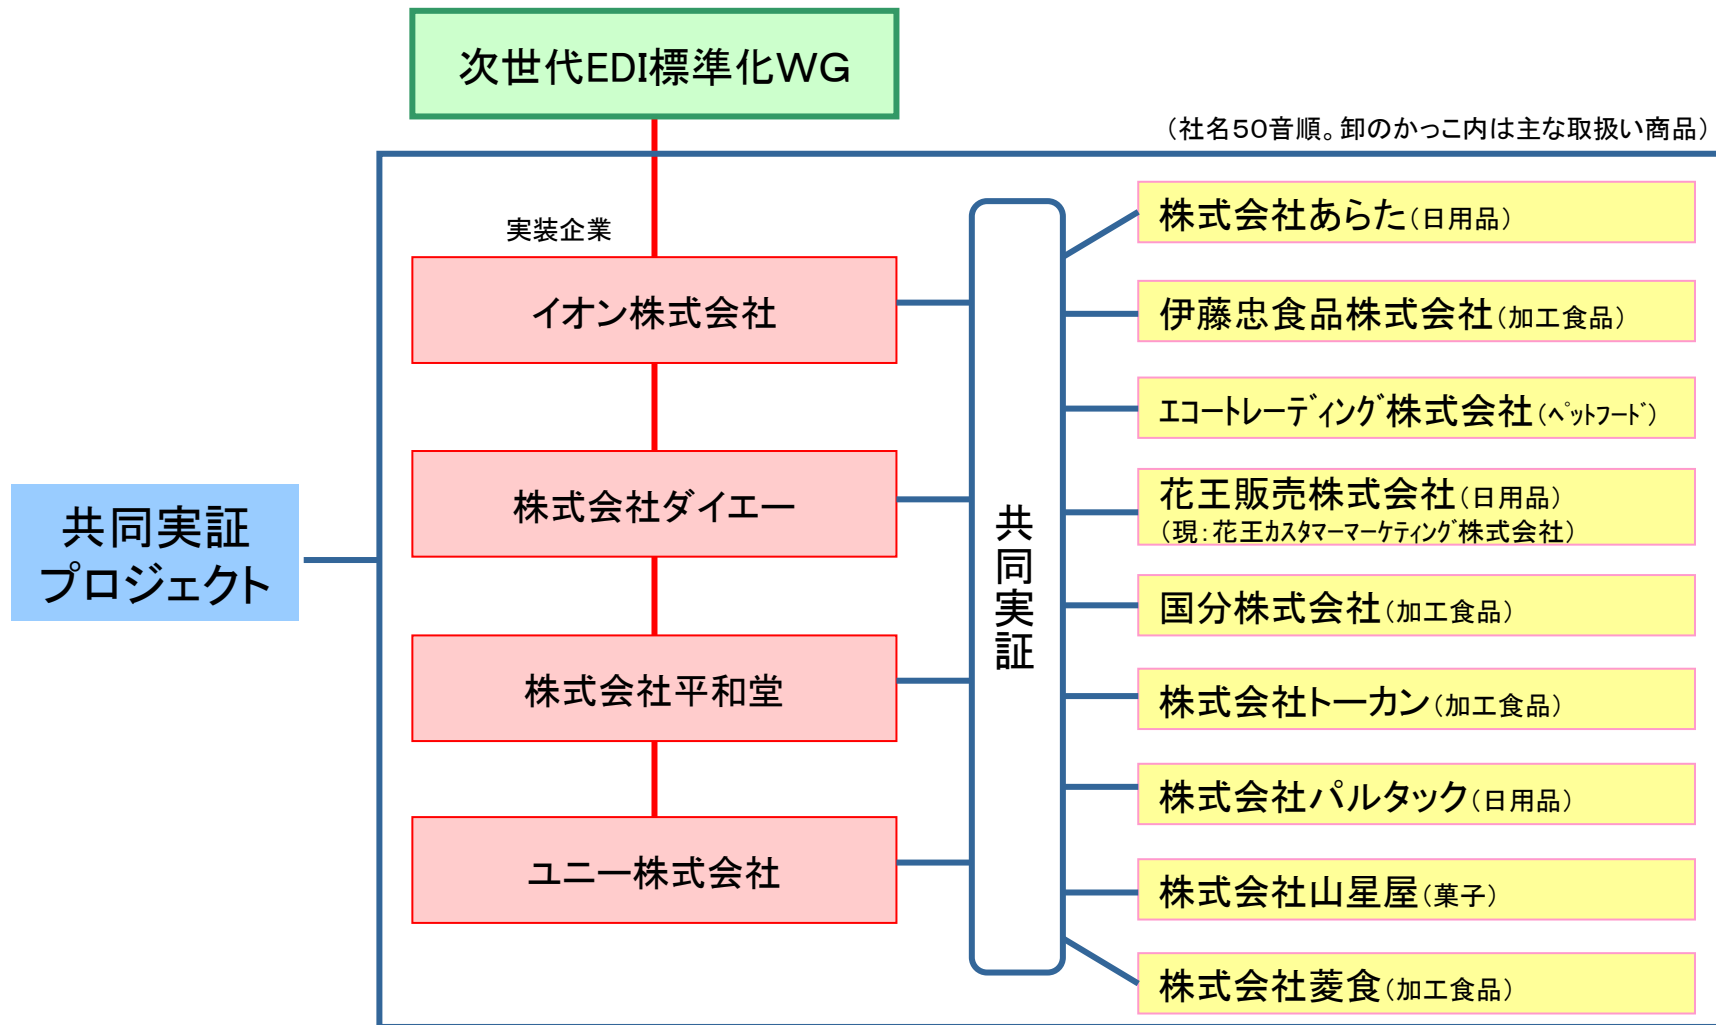 次世代EDI標準化WG
（社名50音順。卸のかっこ内は主な取扱い商品）
実装企業
イオン株式会社
株式会社ダイエー
株式会社平和堂
ユニー株式会社
共同実証
プロジェクト
共同実証
株式会社あらた（日用品）
伊藤忠食品株式会社（加工食品）
ｴｺｰﾄﾚｰﾃﾞｨﾝｸﾞ株式会社（ﾍﾟｯﾄﾌｰﾄﾞ）
花王販売株式会社（日用品）
（現：花王ｶｽﾀﾏｰﾏｰｹﾃｨﾝｸﾞ株式会社）
国分株式会社（加工食品）
株式会社トーカン（加工食品）
株式会社パルタック（日用品）
株式会社山星屋（菓子）
株式会社菱食（加工食品）